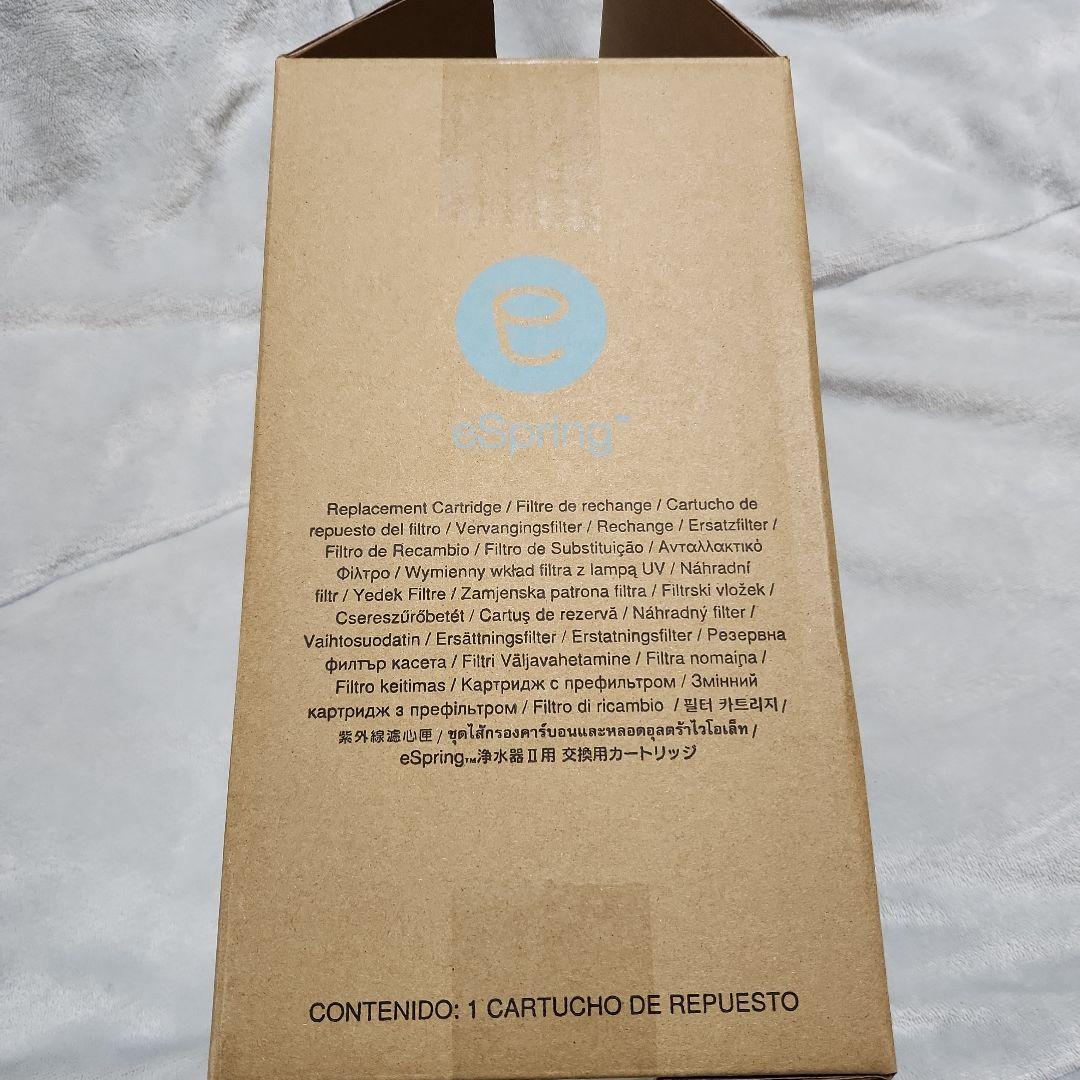 e
eSpring™
Replacement Cartridge / Filtre de rechange / Cartucho de
repuesto del filtro / Vervangingsfilter / Rechange / Ersatzfilter /
Filtro de Recambio / Filtro de Substituição / Ανταλλακτικό
Φίλτρο / Wymienny wkład filtra z lampą UV / Náhradní
filtr / Yedek Filtre / Zamjenska patrona filtra / Filtrski vložek /
Csereszűrőbetét / Cartuş de rezervă / Náhradný filter /
Vaihtosuodatin / Ersättningsfilter / Erstatningsfilter / Резервна
филтър касета / Filtri Väljavahetamine / Filtra nomaiņa /
Filtro keitimas / Картридж с префильтром / Змінний
картридж з префільтром / Filtro di ricambio / 필터 카트리지 /
紫外線濾心匣 / ชุดไส้กรองคาร์บอนและหลอดอุลตร้าไวโอเล็ท /
eSpring™浄水器Ⅱ用 交換用カートリッジ
CONTENIDO: 1 CARTUCHO DE REPUESTO